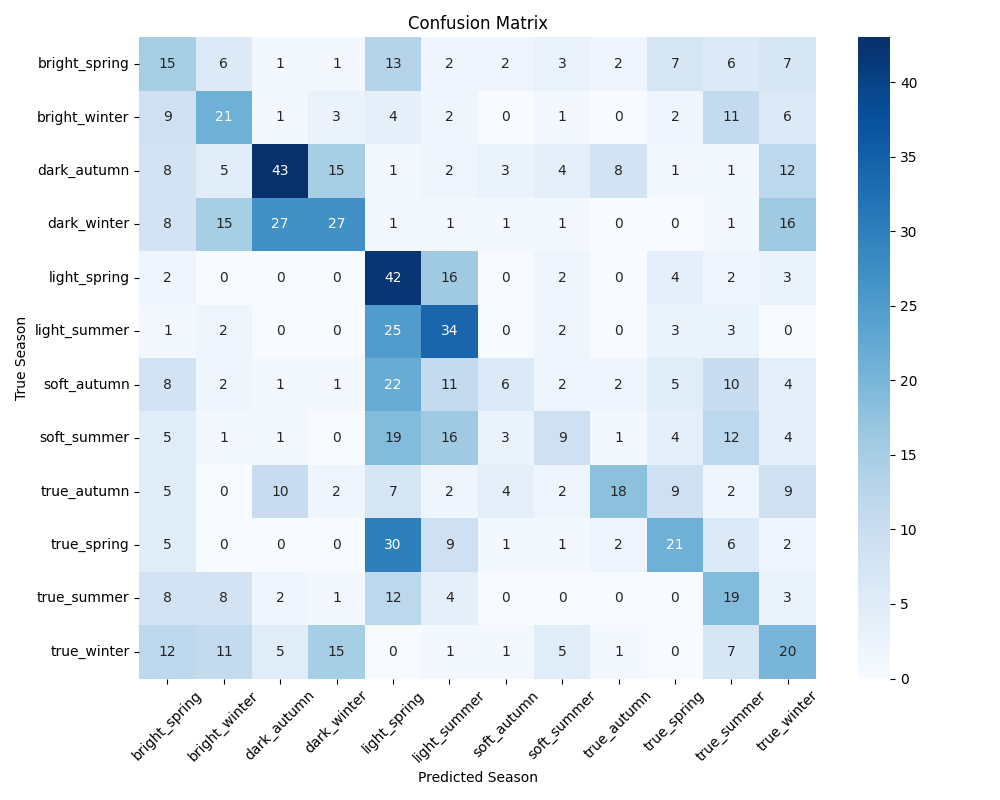 Confusion Matrix
bright_spring 15 6 1 1 13 2 2 3 2 7 6 7
bright_winter 9 21 1 3 4 2 0 1 0 2 11 6
dark_autumn 8 5 43 15 1 2 3 4 8 1 1 12
dark_winter 8 15 27 27 1 1 1 1 0 0 1 16
light_spring 2 0 0 0 42 16 0 2 0 4 2 3
light_summer 1 2 0 0 25 34 0 2 0 3 3 0
soft_autumn 8 2 1 1 22 11 6 2 2 5 10 4
soft_summer 5 1 1 0 19 16 3 9 1 4 12 4
true_autumn 5 0 10 2 7 2 4 2 18 9 2 9
true_spring 5 0 0 0 30 9 1 1 2 21 6 2
true_summer 8 8 2 1 12 4 0 0 0 0 19 3
true_winter 12 11 5 15 0 1 1 5 1 0 7 20
bright_spring bright_winter dark_autumn dark_winter light_spring light_summer soft_autumn soft_summer true_autumn true_spring true_summer true_winter
Predicted Season
True Season
40
35
30
25
20
15
10
5
0